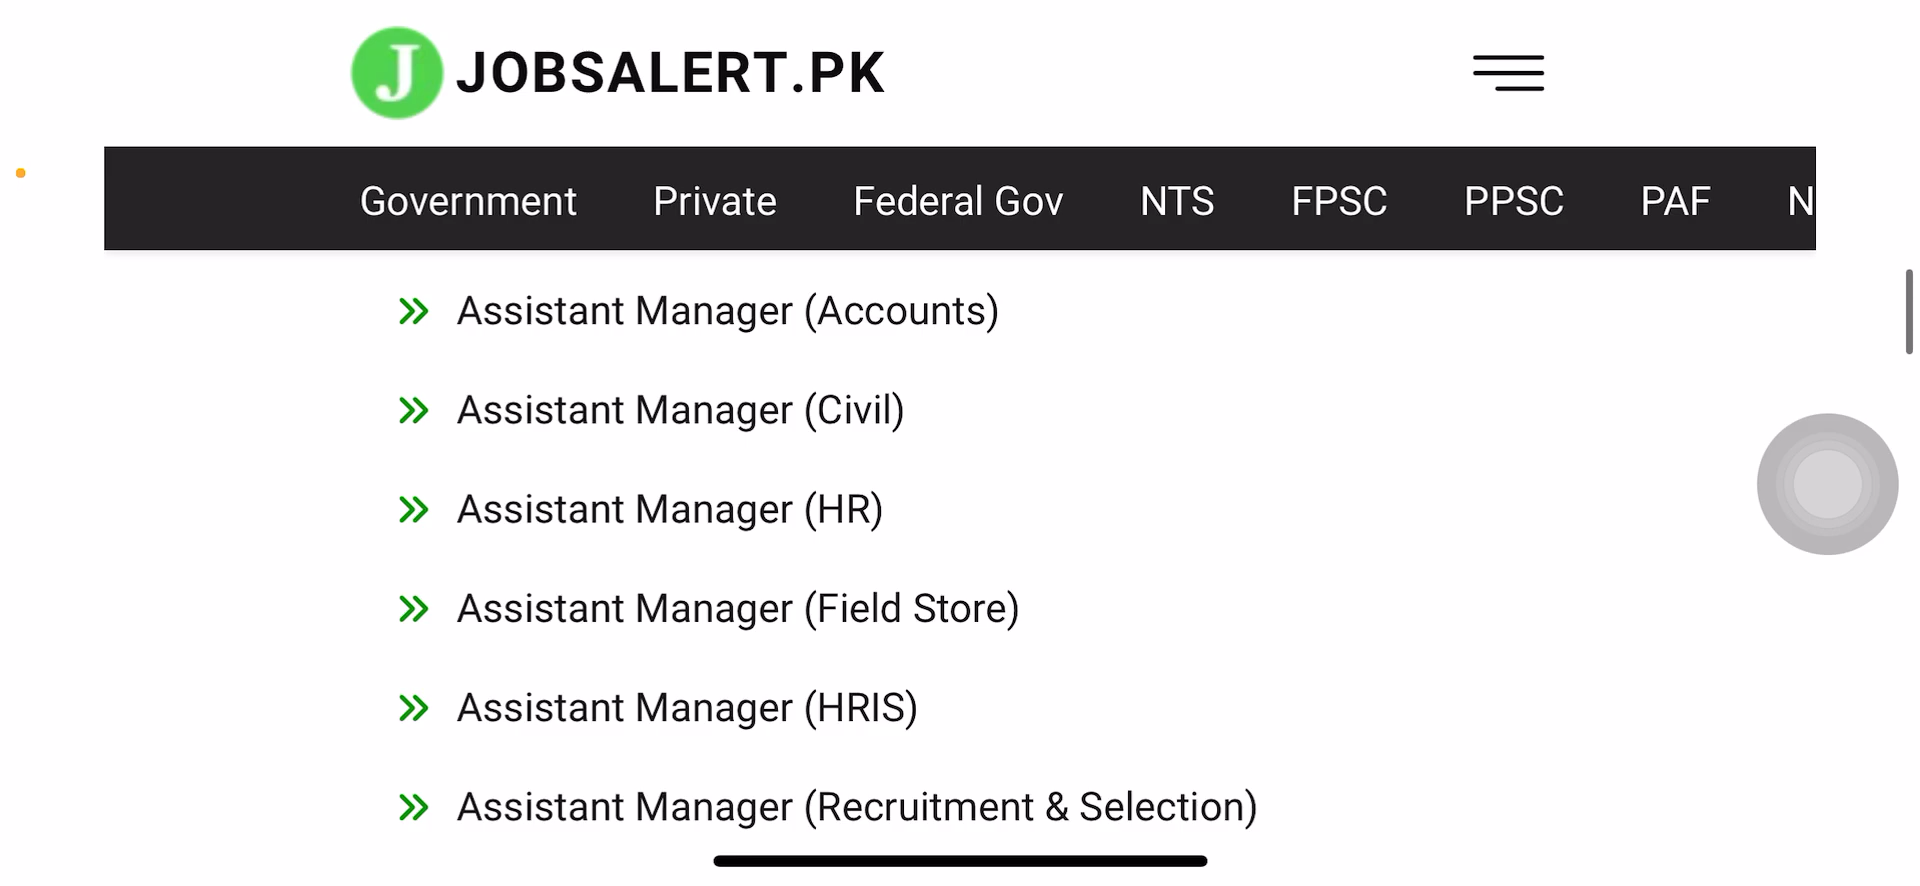 J JOBSALERT.PK
Government Private Federal Gov NTS FPSC PPSC PAF N
Assistant Manager (Accounts)
Assistant Manager (Civil)
Assistant Manager (HR)
Assistant Manager (Field Store)
Assistant Manager (HRIS)
Assistant Manager (Recruitment & Selection)